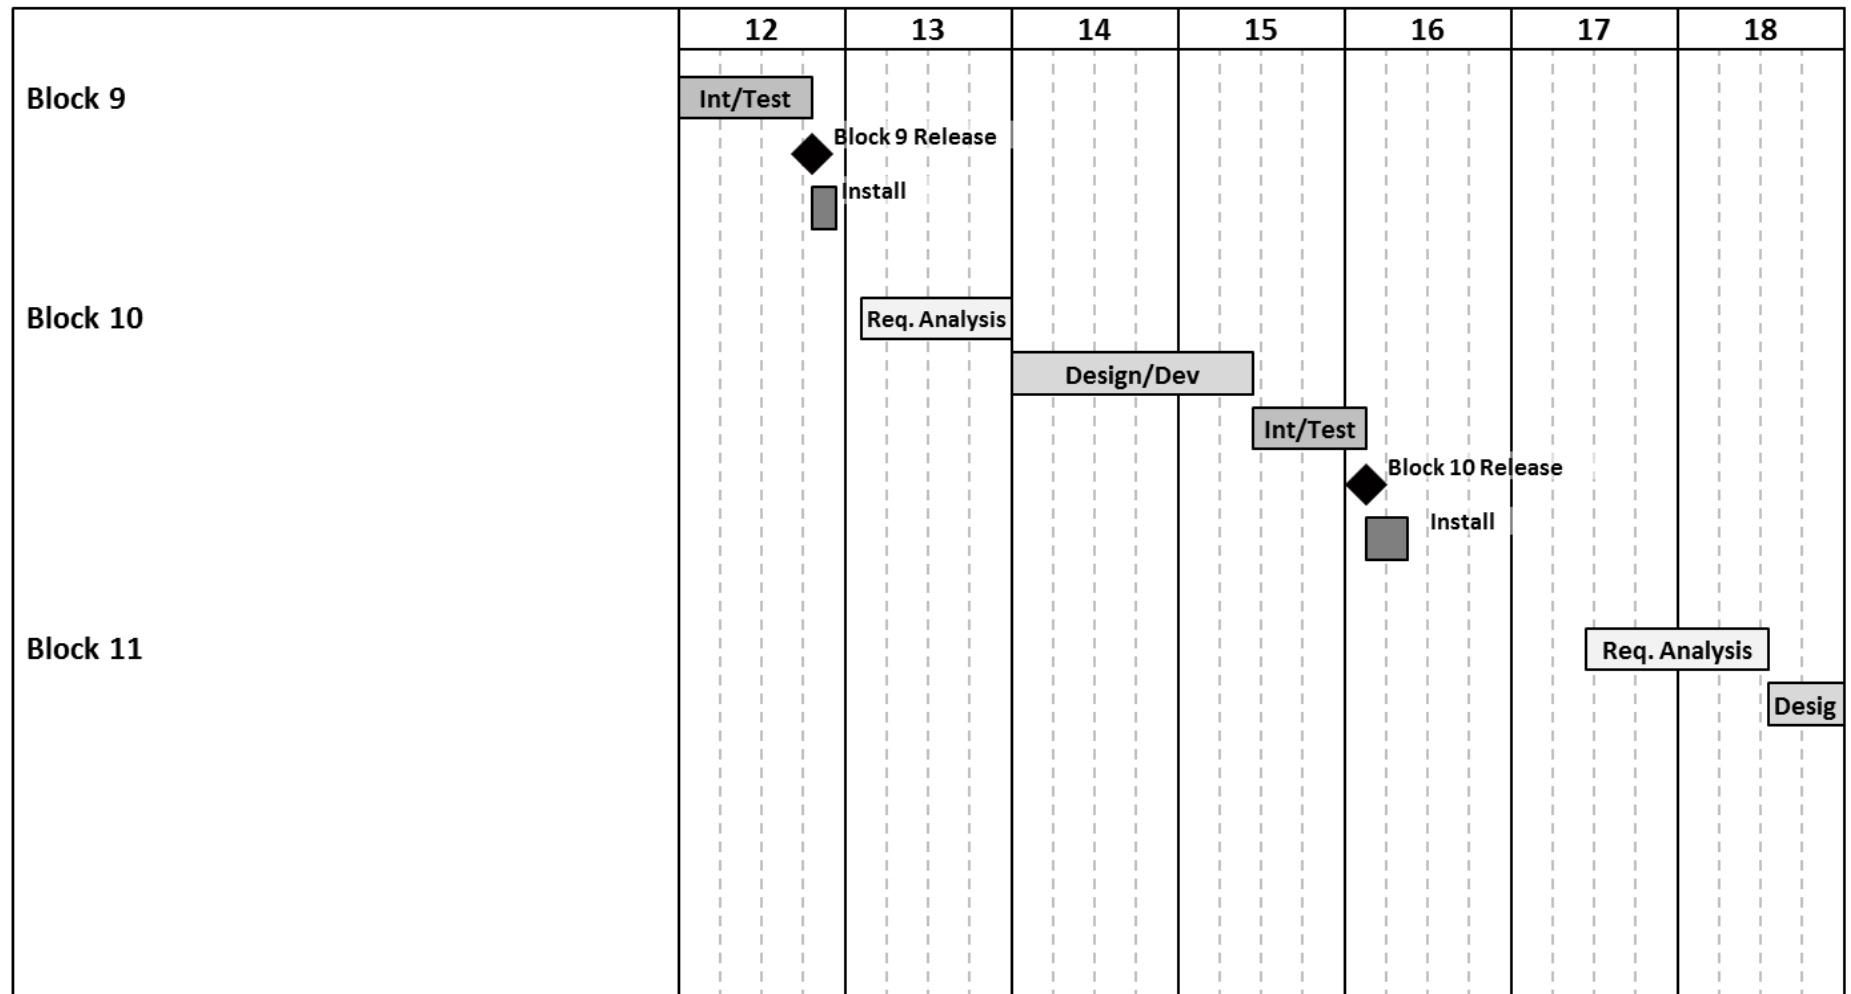 12 13 14 15 16 17 18
Block 9
Int/Test
Block 9 Release
Install
Block 10
Req. Analysis
Design/Dev
Int/Test
Block 10 Release
Install
Block 11
Req. Analysis
Desig